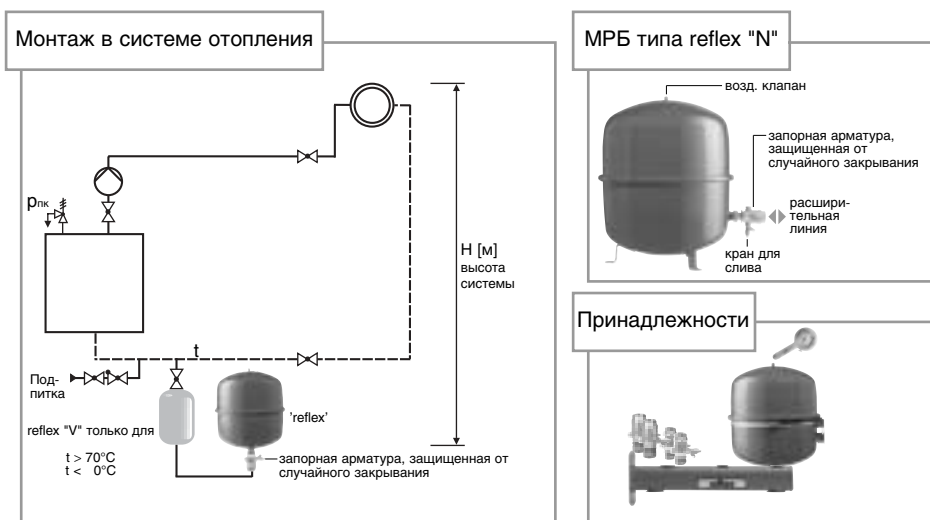 Монтаж в системе отопления
pпк
H [м]
высота
системы
t
Под-
питка
reflex "V" только для
t > 70°C
t < 0°C
'reflex'
запорная арматура, защищенная от
случайного закрывания
МРБ типа reflex "N"
возд. клапан
запорная арматура,
защищенная от
случайного закрывания
расшири-
тельная
линия
кран для
слива
Принадлежности